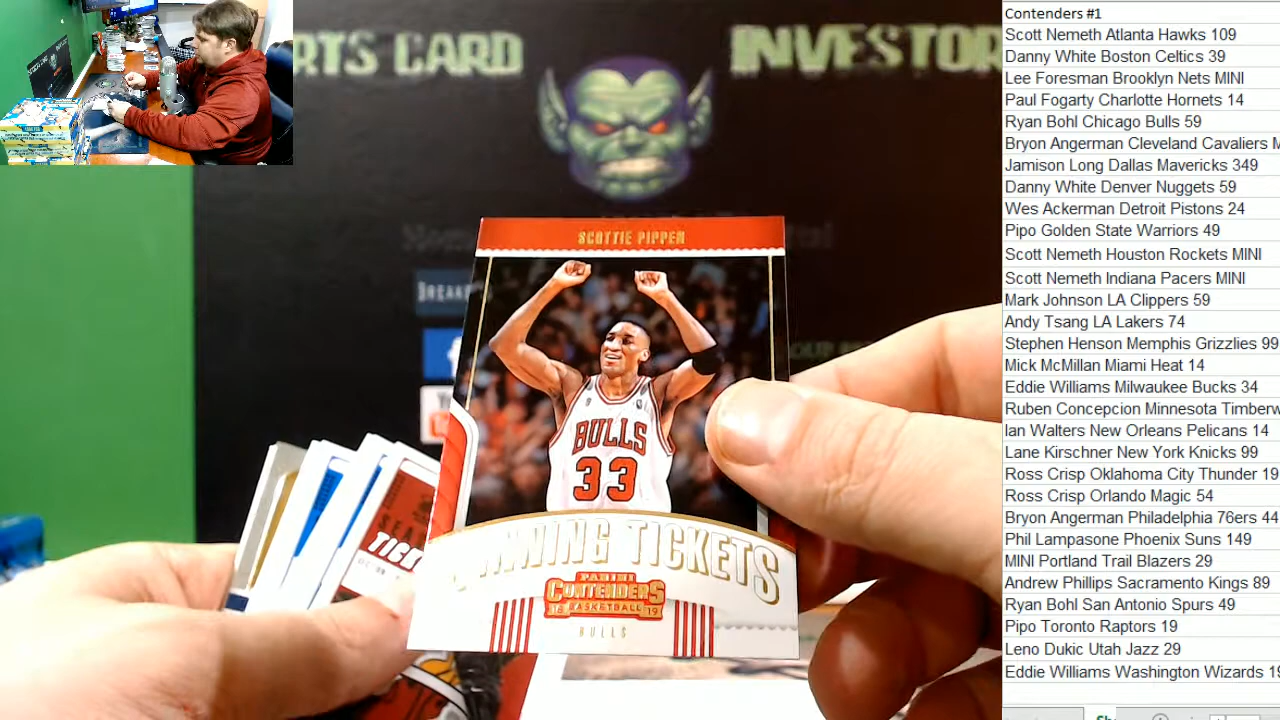 RTS CARD INVESTOR
BREAKE
SCOTTIE PIPPEN
BULLS
33
WINNING TICKETS
PANINI
CONTENDERS
18 BASKETBALL 19
BULLS
TICK
Contenders #1
Scott Nemeth Atlanta Hawks 109
Danny White Boston Celtics 39
Lee Foresman Brooklyn Nets MINI
Paul Fogarty Charlotte Hornets 14
Ryan Bohl Chicago Bulls 59
Bryon Angerman Cleveland Cavaliers M
Jamison Long Dallas Mavericks 349
Danny White Denver Nuggets 59
Wes Ackerman Detroit Pistons 24
Pipo Golden State Warriors 49
Scott Nemeth Houston Rockets MINI
Scott Nemeth Indiana Pacers MINI
Mark Johnson LA Clippers 59
Andy Tsang LA Lakers 74
Stephen Henson Memphis Grizzlies 99
Mick McMillan Miami Heat 14
Eddie Williams Milwaukee Bucks 34
Ruben Concepcion Minnesota Timberw
Ian Walters New Orleans Pelicans 14
Lane Kirschner New York Knicks 99
Ross Crisp Oklahoma City Thunder 19
Ross Crisp Orlando Magic 54
Bryon Angerman Philadelphia 76ers 44
Phil Lampasone Phoenix Suns 149
MINI Portland Trail Blazers 29
Andrew Phillips Sacramento Kings 89
Ryan Bohl San Antonio Spurs 49
Pipo Toronto Raptors 19
Leno Dukic Utah Jazz 29
Eddie Williams Washington Wizards 19